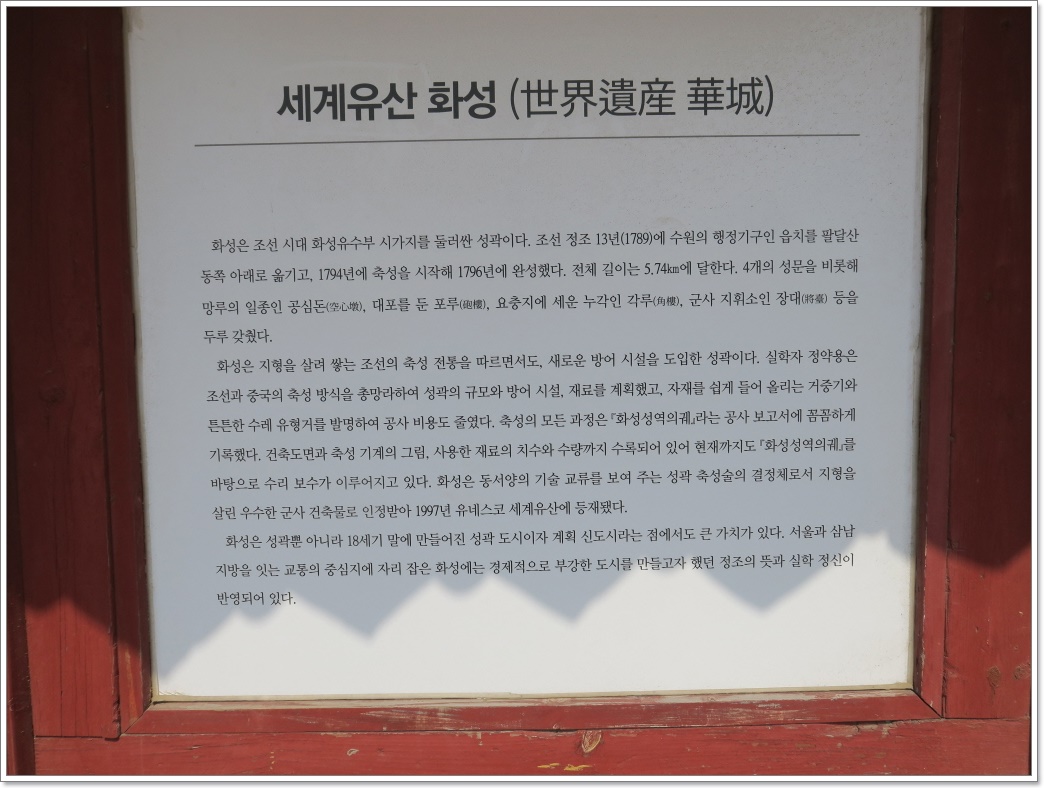 세계유산 화성 (世界遺産 華城)
화성은 조선 시대 화성유수부 시가지를 둘러싼 성곽이다. 조선 정조 13년(1789)에 수원의 행정기구인 읍치를 팔달산
동쪽 아래로 옮기고, 1794년에 축성을 시작해 1796년에 완성했다. 전체 길이는 5.74㎞에 달한다. 4개의 성문을 비롯해
망루의 일종인 공심돈(空心墩), 대포를 둔 포루(砲樓), 요충지에 세운 누각인 각루(角樓), 군사 지휘소인 장대(將臺) 등을
두루 갖췄다.
화성은 지형을 살려 쌓는 조선의 축성 전통을 따르면서도, 새로운 방어 시설을 도입한 성곽이다. 실학자 정약용은
조선과 중국의 축성 방식을 총망라하여 성곽의 규모와 방어 시설, 재료를 계획했고, 자재를 쉽게 들어 올리는 거중기와
튼튼한 수레 유형거를 발명하여 공사 비용도 줄였다. 축성의 모든 과정은 『화성성역의궤』라는 공사 보고서에 꼼꼼하게
기록했다. 건축도면과 축성 기계의 그림, 사용한 재료의 치수와 수량까지 수록되어 있어 현재까지도 『화성성역의궤』를
바탕으로 수리 보수가 이루어지고 있다. 화성은 동서양의 기술 교류를 보여 주는 성곽 축성술의 결정체로서 지형을
살린 우수한 군사 건축물로 인정받아 1997년 유네스코 세계유산에 등재됐다.
화성은 성곽뿐 아니라 18세기 말에 만들어진 성곽 도시이자 계획 신도시라는 점에서도 큰 가치가 있다. 서울과 삼남
지방을 잇는 교통의 중심지에 자리 잡은 화성에는 경제적으로 부강한 도시를 만들고자 했던 정조의 뜻과 실학 정신이
반영되어 있다.